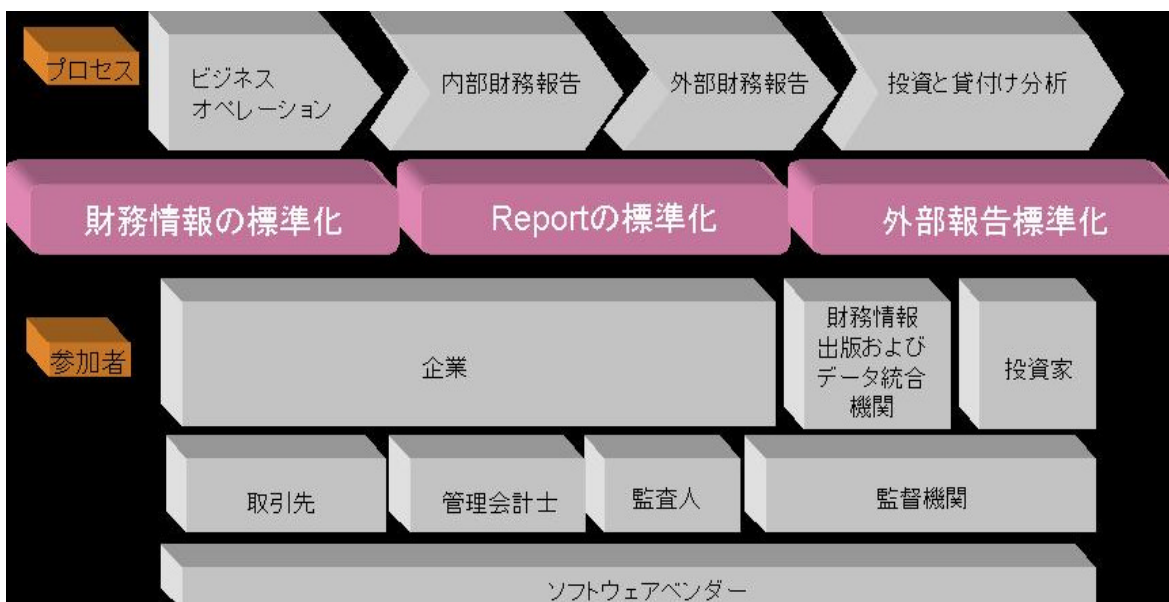 プロセス
ビジネス
オペレーション
内部財務報告
外部財務報告
投資と貸付け分析
財務情報の標準化
Reportの標準化
外部報告標準化
参加者
企業
財務情報
出版および
データ統合
機関
投資家
取引先
管理会計士
監査人
監督機関
ソフトウェアベンダー